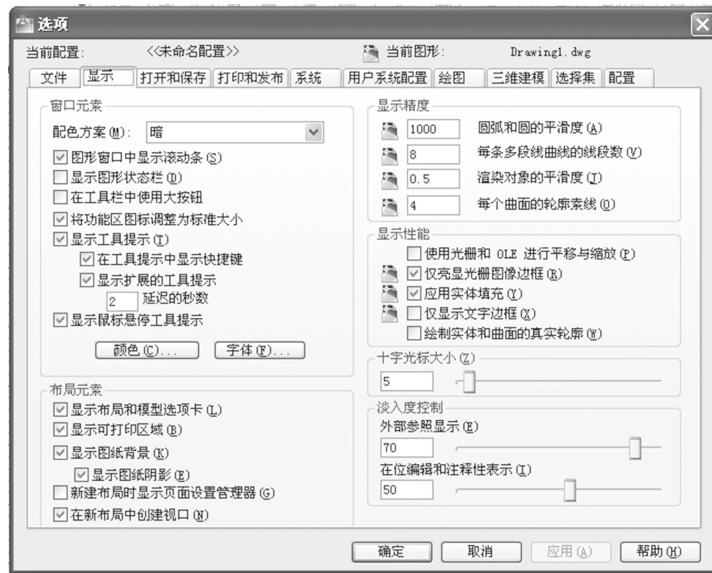 选项
当前配置: <<未命名配置>> 当前图形: Drawing1.dwg
文件 显示 打开和保存 打印和发布 系统 用户系统配置 绘图 三维建模 选择集 配置
窗口元素
配色方案(M): 暗
图形窗口中显示滚动条(S)
显示图形状态栏(D)
在工具栏中使用大按钮
将功能区图标调整为标准大小
显示工具提示(T)
在工具提示中显示快捷键
显示扩展的工具提示
2 延迟的秒数
显示鼠标悬停工具提示
颜色(C)... 字体(F)...
布局元素
显示布局和模型选项卡(L)
显示可打印区域(B)
显示图纸背景(K)
显示图纸阴影(E)
新建布局时显示页面设置管理器(G)
在新布局中创建视口(N)
显示精度
1000 圆弧和圆的平滑度(A)
8 每条多段线曲线的线段数(V)
0.5 渲染对象的平滑度(J)
4 每个曲面的轮廓素线(O)
显示性能
使用光栅和 OLE 进行平移与缩放(P)
仅亮显光栅图像边框(R)
应用实体填充(Y)
仅显示文字边框(X)
绘制实体和曲面的真实轮廓(W)
十字光标大小(Z)
5
淡入度控制
外部参照显示(E)
70
在位编辑和注释性表示(I)
50
确定 取消 应用(A) 帮助(H)